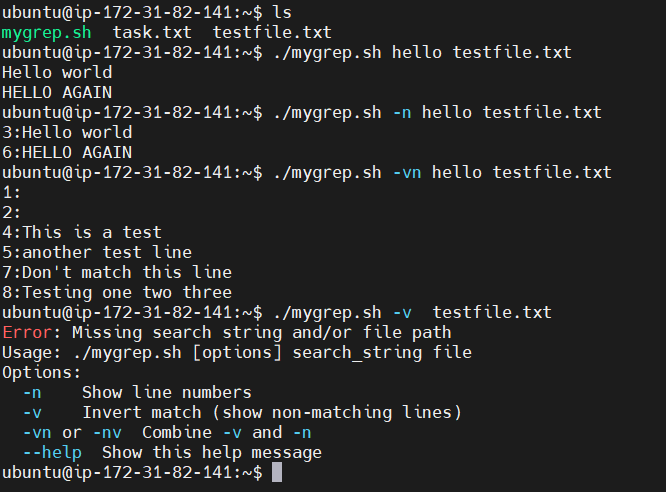 ubuntu@ip-172-31-82-141:~$ ls
mygrep.sh  task.txt  testfile.txt
ubuntu@ip-172-31-82-141:~$ ./mygrep.sh hello testfile.txt
Hello world
HELLO AGAIN
ubuntu@ip-172-31-82-141:~$ ./mygrep.sh -n hello testfile.txt
3:Hello world
6:HELLO AGAIN
ubuntu@ip-172-31-82-141:~$ ./mygrep.sh -vn hello testfile.txt
1:
2:
4:This is a test
5:another test line
7:Don't match this line
8:Testing one two three
ubuntu@ip-172-31-82-141:~$ ./mygrep.sh -v  testfile.txt
Error: Missing search string and/or file path
Usage: ./mygrep.sh [options] search_string file
Options:
  -n    Show line numbers
  -v    Invert match (show non-matching lines)
  -vn or -nv  Combine -v and -n
  --help  Show this help message
ubuntu@ip-172-31-82-141:~$